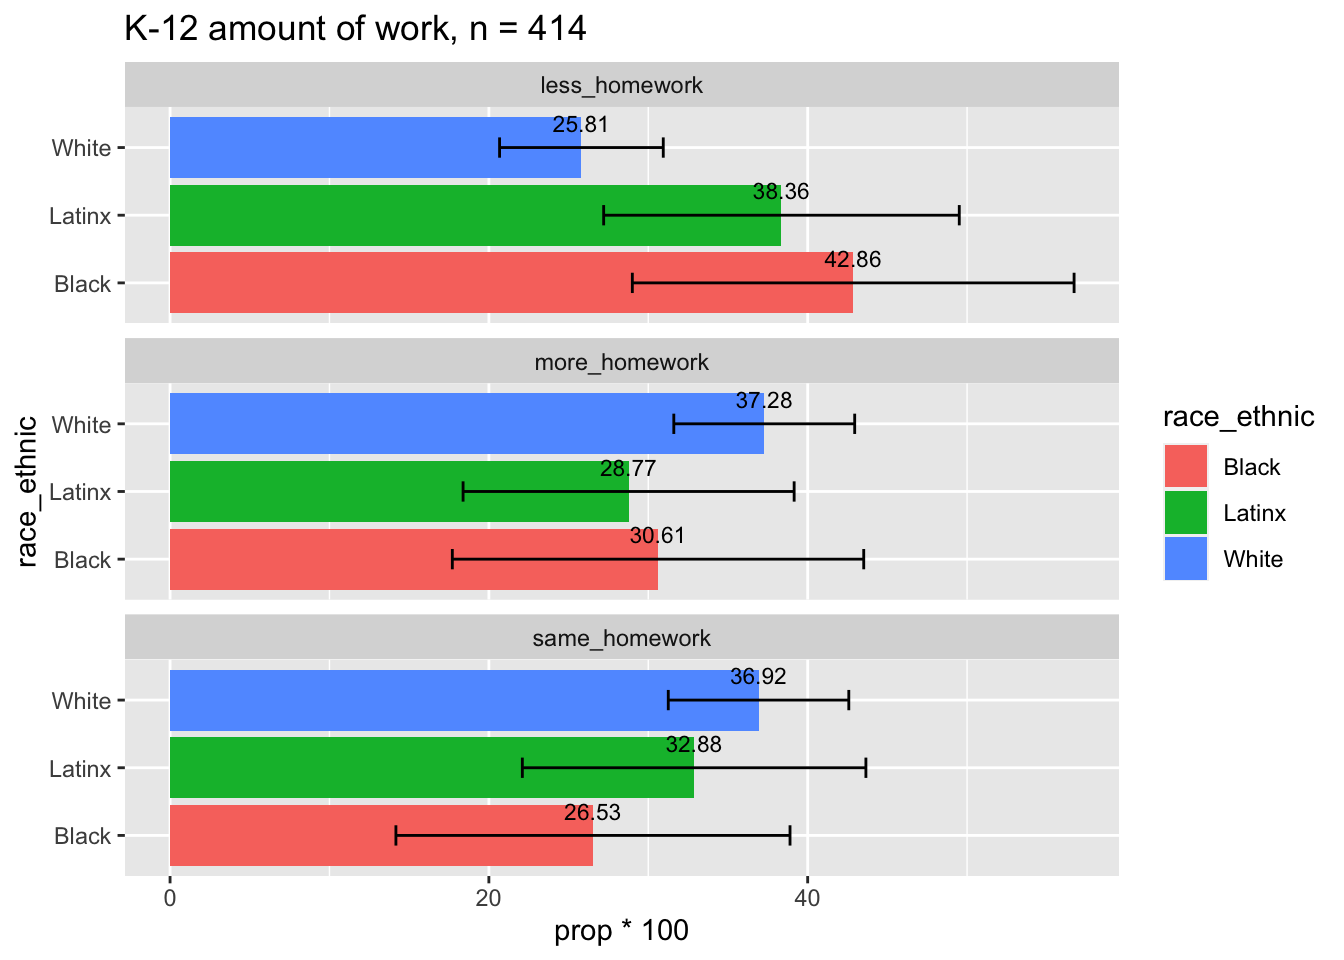 K-12 amount of work, n = 414
less_homework
White
25.81
Latinx
38.36
Black
42.86
more_homework
White
37.28
Latinx
28.77
Black
30.61
same_homework
White
36.92
Latinx
32.88
Black
26.53
0 20 40
prop * 100
race_ethnic
race_ethnic
Black
Latinx
White